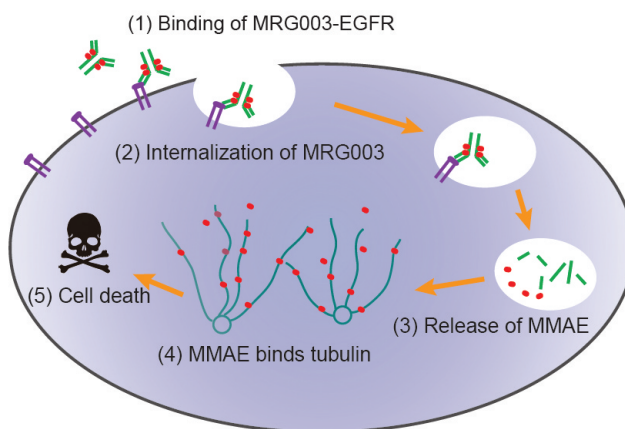 (1) Binding of MRG003-EGFR
(2) Internalization of MRG003
(3) Release of MMAE
(4) MMAE binds tubulin
(5) Cell death